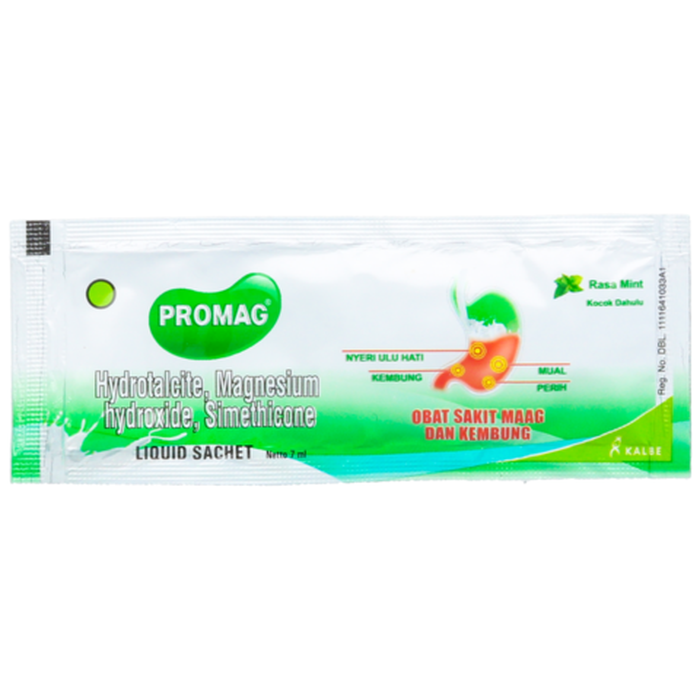 PROMAG®
Hydrotalcite, Magnesium
hydroxide, Simethicone
LIQUID SACHET Netto 7 ml
NYERI ULU HATI
KEMBUNG
MUAL
PERIH
OBAT SAKIT MAAG
DAN KEMBUNG
Rasa Mint
Kocok Dahulu
KALBE
Reg. No. DBL 1111641033A1